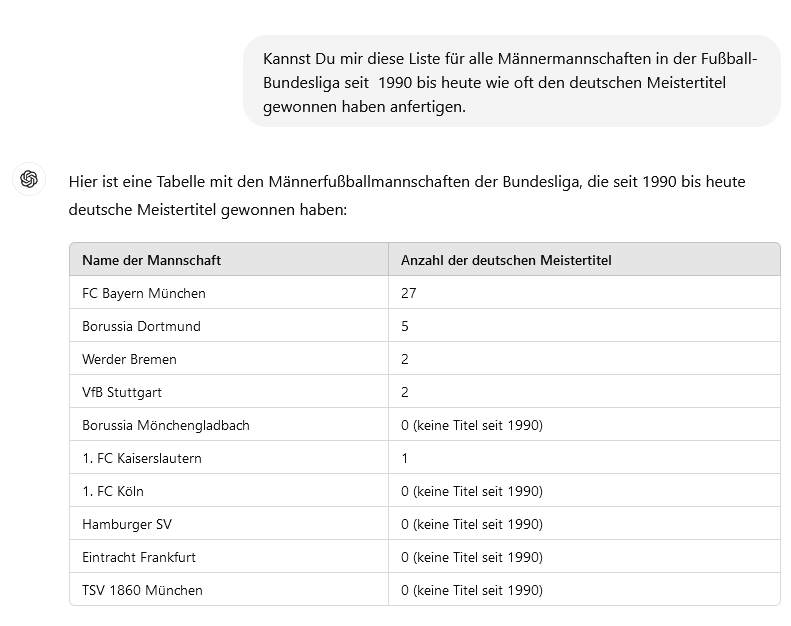 Kannst Du mir diese Liste für alle Männermannschaften in der Fußball-
Bundesliga seit  1990 bis heute wie oft den deutschen Meistertitel
gewonnen haben anfertigen.
Hier ist eine Tabelle mit den Männerfußballmannschaften der Bundesliga, die seit 1990 bis heute
deutsche Meistertitel gewonnen haben:
Name der Mannschaft Anzahl der deutschen Meistertitel
FC Bayern München 27
Borussia Dortmund 5
Werder Bremen 2
VfB Stuttgart 2
Borussia Mönchengladbach 0 (keine Titel seit 1990)
1. FC Kaiserslautern 1
1. FC Köln 0 (keine Titel seit 1990)
Hamburger SV 0 (keine Titel seit 1990)
Eintracht Frankfurt 0 (keine Titel seit 1990)
TSV 1860 München 0 (keine Titel seit 1990)